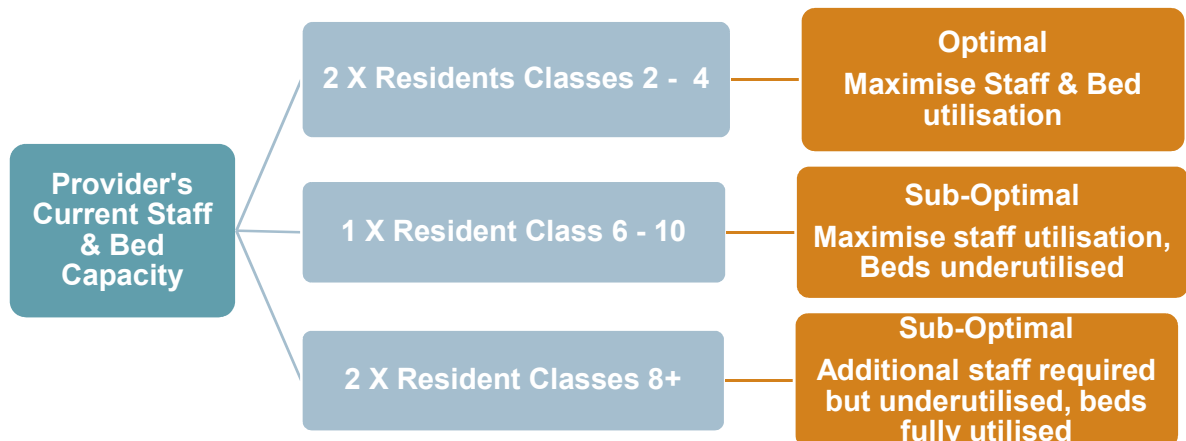 Provider's
Current Staff
& Bed
Capacity
2 X Residents Classes 2 - 4
Optimal
Maximise Staff & Bed
utilisation
1 X Resident Class 6 - 10
Sub-Optimal
Maximise staff utilisation,
Beds underutilised
2 X Resident Classes 8+
Sub-Optimal
Additional staff required
but underutilised, beds
fully utilised